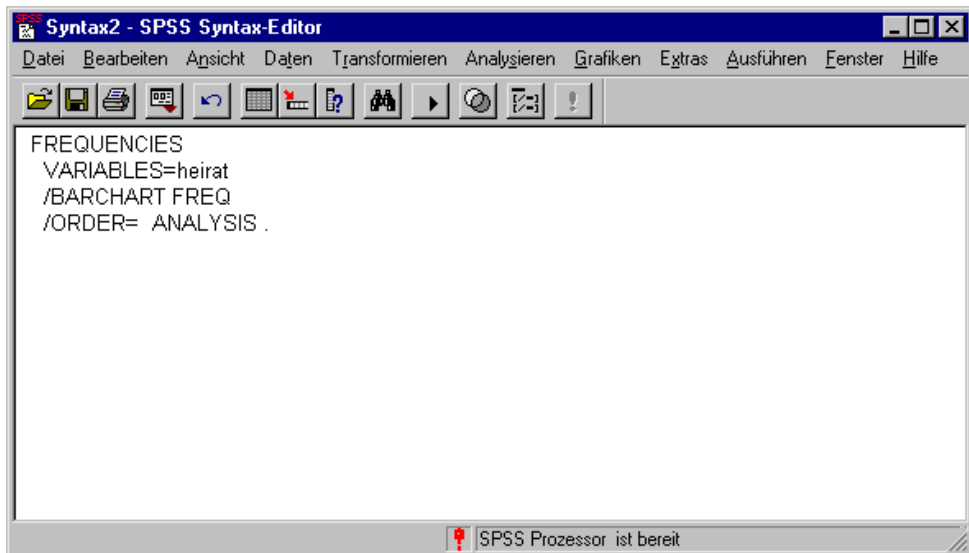 Syntax2 - SPSS Syntax-Editor
Datei Bearbeiten Ansicht Daten Transformieren Analysieren Grafiken Extras Ausführen Fenster Hilfe
FREQUENCIES
VARIABLES=heirat
/BARCHART FREQ
/ORDER= ANALYSIS .
SPSS Prozessor ist bereit